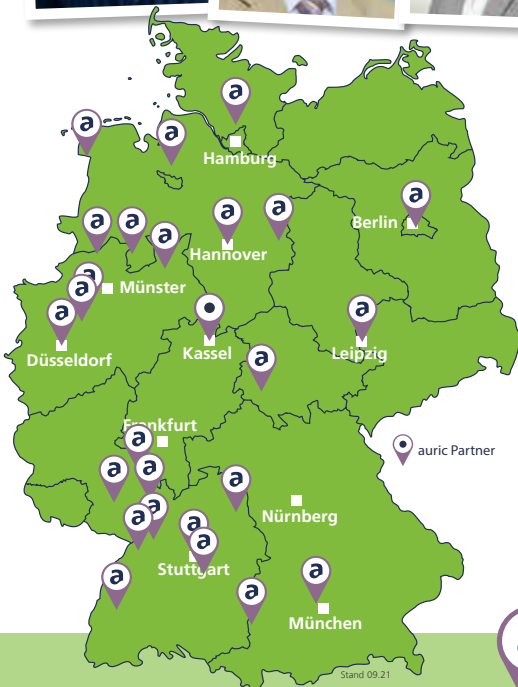 a
a
a
Hamburg
a
a
Berlin
a
a
a
a
a
Hannover
a
a
Münster
a
a
Düsseldorf
Kassel
Leipzig
a
Frankfurt
a
auric Partner
a
a
a
Nürnberg
a
a
a
a
Stuttgart
a
a
a
München
Stand 09.21